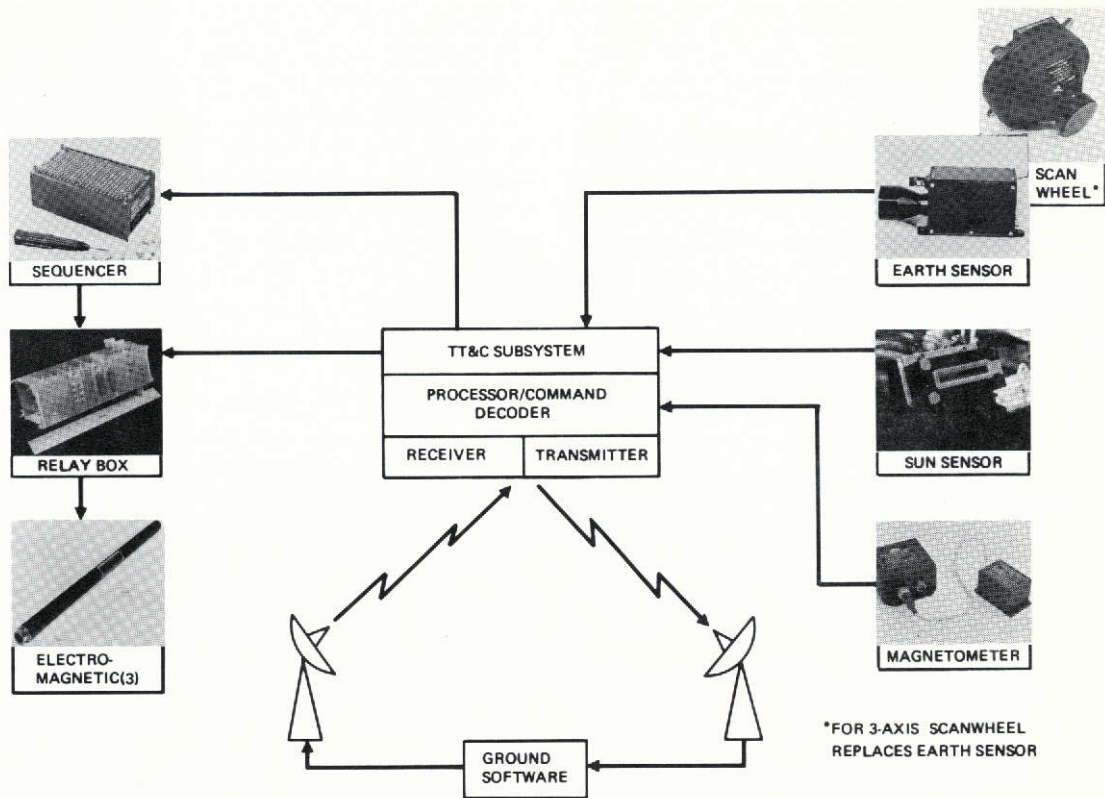 SCAN
WHEEL*
SEQUENCER
EARTH SENSOR
TT&C SUBSYSTEM
PROCESSOR/COMMAND
DECODER
RECEIVER
TRANSMITTER
RELAY BOX
SUN SENSOR
ELECTRO-
MAGNETIC(3)
MAGNETOMETER
GROUND
SOFTWARE
*FOR 3-AXIS SCANWHEEL
REPLACES EARTH SENSOR